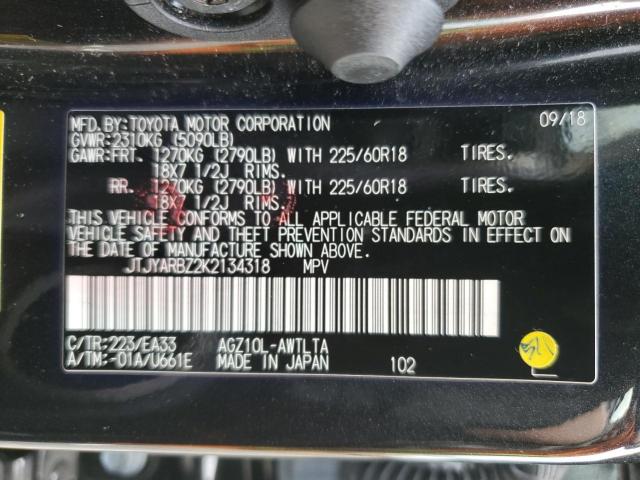 MFD.BY:TOYOTA MOTOR CORPORATION 09/18
GVWR:2310KG (5090LB)
GAWR:FRT. 1270KG (2790LB) WITH 225/60R18 TIRES.
18X7 1/2J RIMS.
RR. 1270KG (2790LB) WITH 225/60R18 TIRES.
18X7 1/2J RIMS.
THIS VEHICLE CONFORMS TO ALL APPLICABLE FEDERAL MOTOR
VEHICLE SAFETY AND THEFT PREVENTION STANDARDS IN EFFECT ON
THE DATE OF MANUFACTURE SHOWN ABOVE.
JTJYARBZ2K2134318 MPV
C/TR:223/EA33 AGZ10L-AWTLTA
A/TM:-01A/U661E MADE IN JAPAN 102